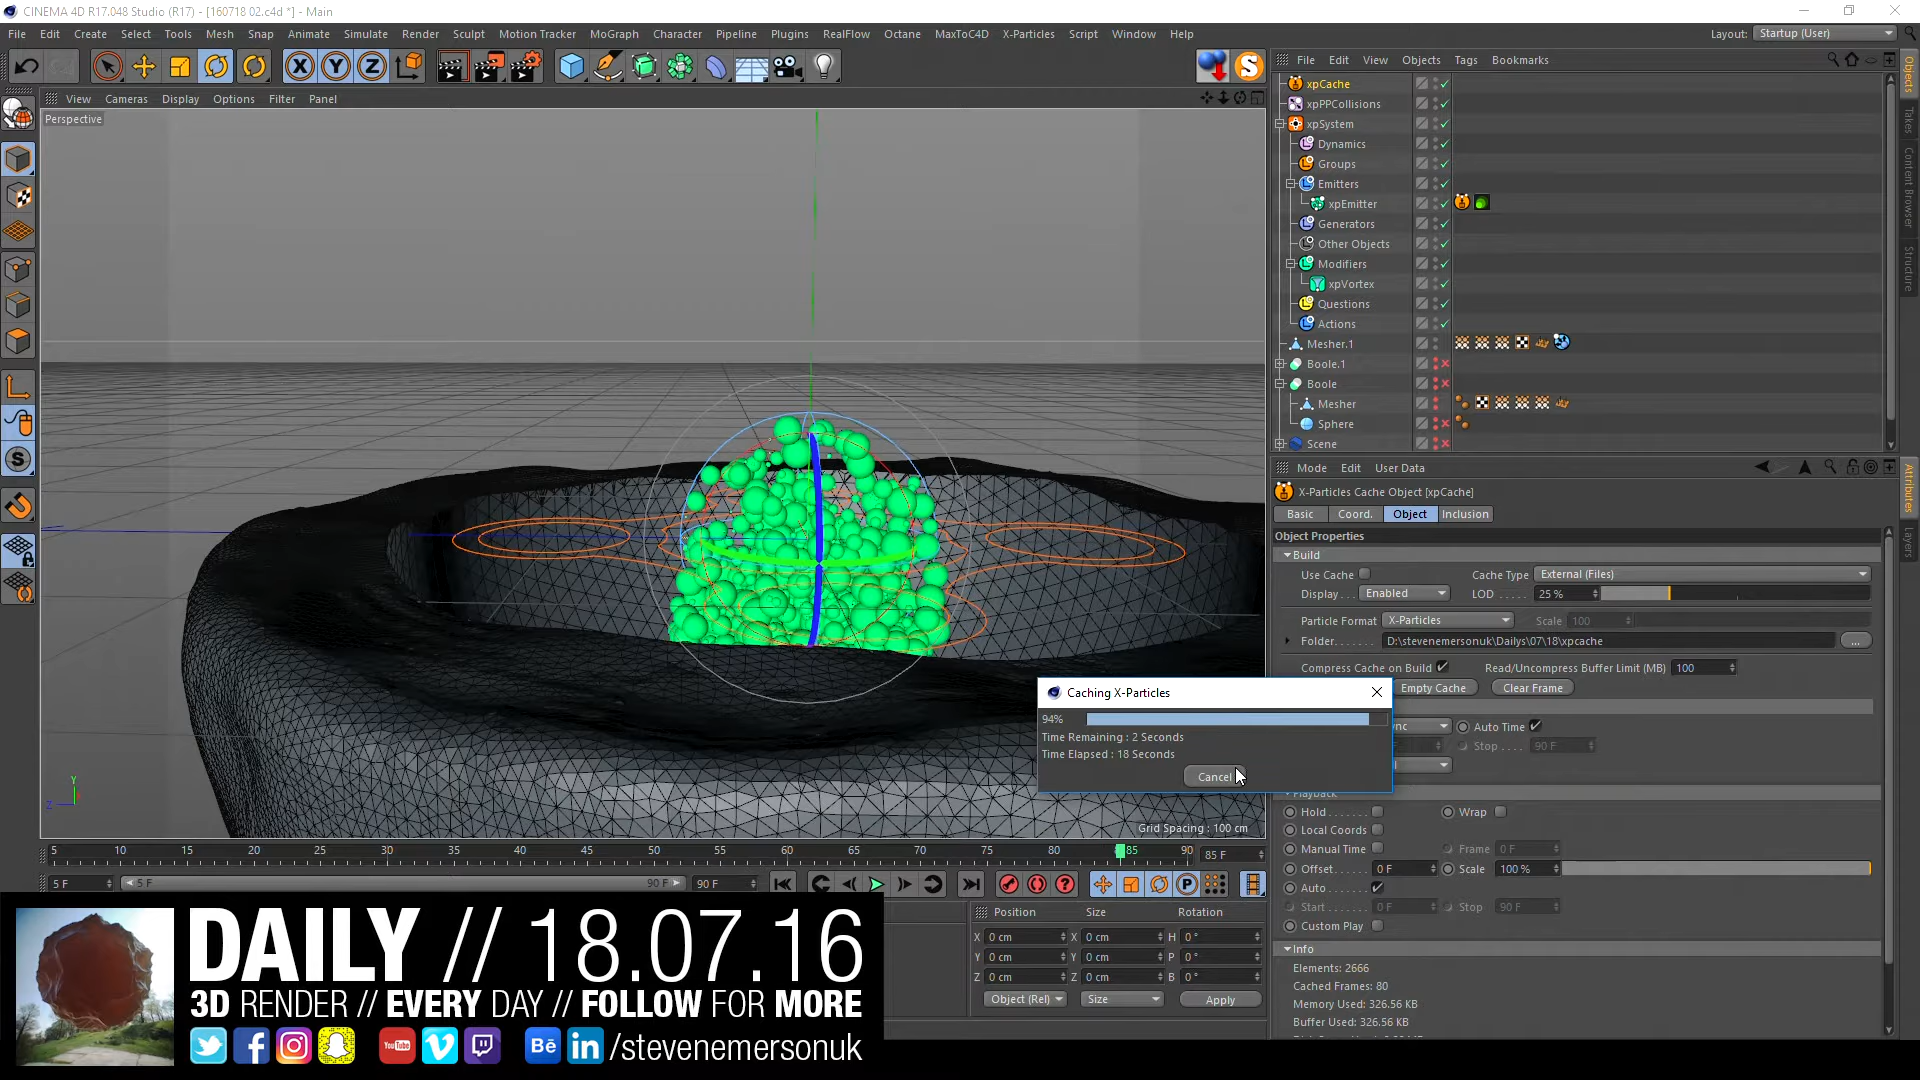 CINEMA 4D R17.048 Studio (R17) - [160718 02.c4d *] - Main
File Edit Create Select Tools Mesh Snap Animate Simulate Render Sculpt Motion Tracker MoGraph Character Pipeline Plugins RealFlow Octane MaxToC4D X-Particles Script Window Help
Layout: Startup (User)
X Y Z
View Cameras Display Options Filter Panel
Perspective
File Edit View Objects Tags Bookmarks
xpCache
xpPPCollisions
xpSystem
Dynamics
Groups
Emitters
xpEmitter
Generators
Other Objects
Modifiers
xpVortex
Questions
Actions
Mesher.1
Boole.1
Boole
Mesher
Sphere
Scene
Objects
Takes
Content Browser
Structure
Mode Edit User Data
X-Particles Cache Object [xpCache]
Basic Coord. Object Inclusion
Object Properties
Build
Use Cache Cache Type External (Files)
Display . . . Enabled LOD . . . . . 25 %
Particle Format X-Particles Scale 100
Folder. . . . . . . D:\stevenemersonuk\Dailys\07\18\xpcache ...
Compress Cache on Build Read/Uncompress Buffer Limit (MB) 100
Empty Cache Clear Frame
Auto Time
Stop . . . . 90 F
Playback
Hold . . . . . . . Wrap
Local Coords
Manual Time Frame 0 F
Offset. . . . . . 0 F Scale 100 %
Auto . . . . . . .
Start . . . . . . . 0 F Stop 90 F
Custom Play
Info
Elements: 2666
Cached Frames: 80
Memory Used: 326.56 KB
Buffer Used: 326.56 KB
Attributes
Layers
Caching X-Particles
94%
Time Remaining : 2 Seconds
Time Elapsed : 18 Seconds
Cancel
Y
Z
Grid Spacing : 100 cm
5 10 15 20 25 30 35 40 45 50 55 60 65 70 75 80 85 90 85 F
5 F 5 F 90 F 90 F
P
Position Size Rotation
X 0 cm X 0 cm H 0 °
Y 0 cm Y 0 cm P 0 °
Z 0 cm Z 0 cm B 0 °
Object (Rel) Size Apply
DAILY // 18.07.16
3D RENDER // EVERY DAY // FOLLOW FOR MORE
YouTube Bē in /stevenemersonuk